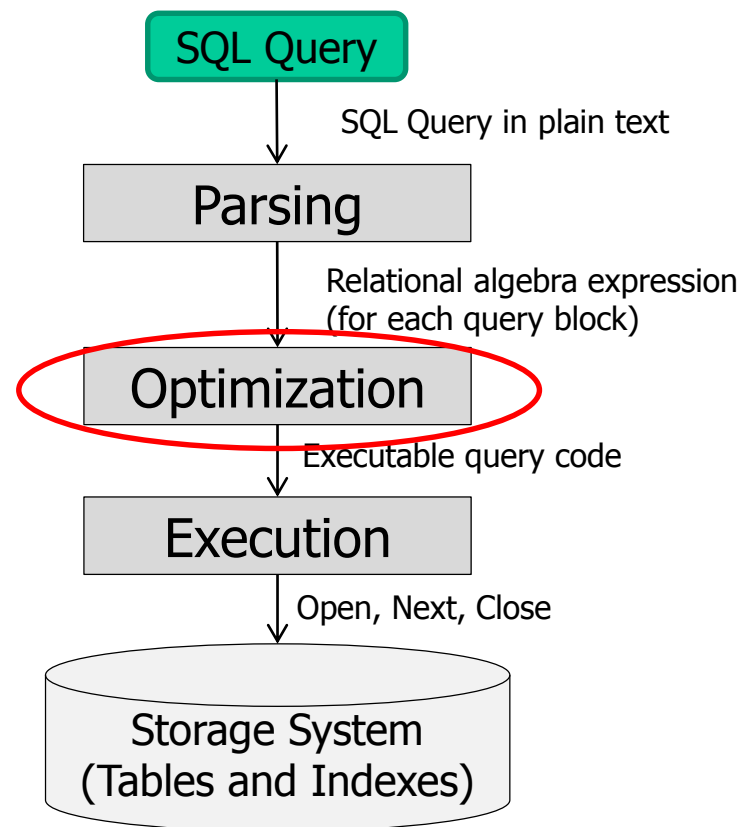 SQL Query
SQL Query in plain text
Parsing
Relational algebra expression
(for each query block)
Optimization
Executable query code
Execution
Open, Next, Close
Storage System
(Tables and Indexes)